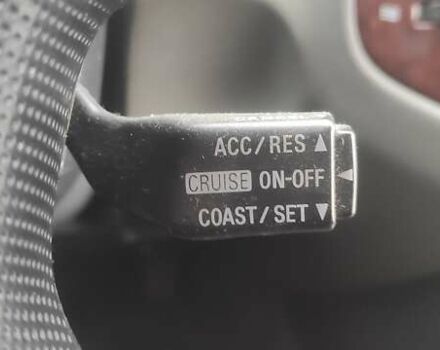 ACC/RES ▲
CRUISE ON-OFF ◀
COAST/SET ▼